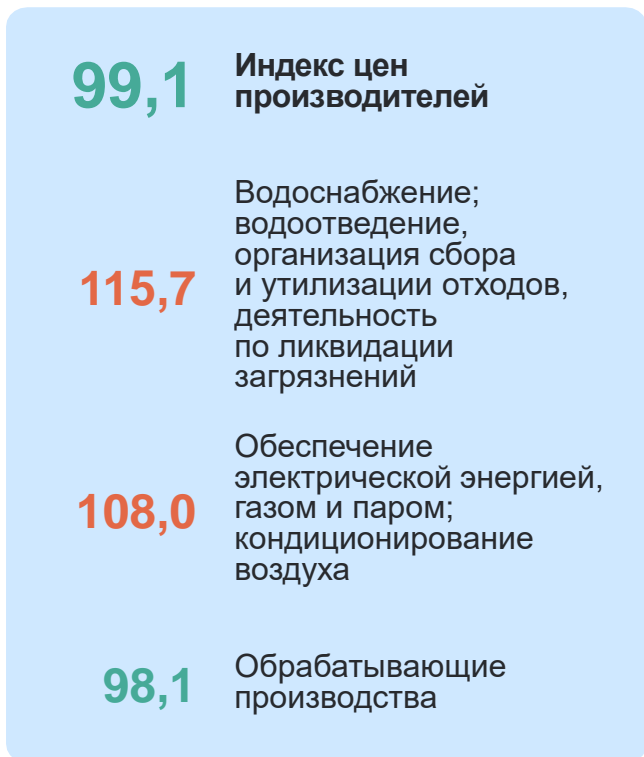 99,1
Индекс цен
производителей
115,7
Водоснабжение;
водоотведение,
организация сбора
и утилизации отходов,
деятельность
по ликвидации
загрязнений
108,0
Обеспечение
электрической энергией,
газом и паром;
кондиционирование
воздуха
98,1
Обрабатывающие
производства